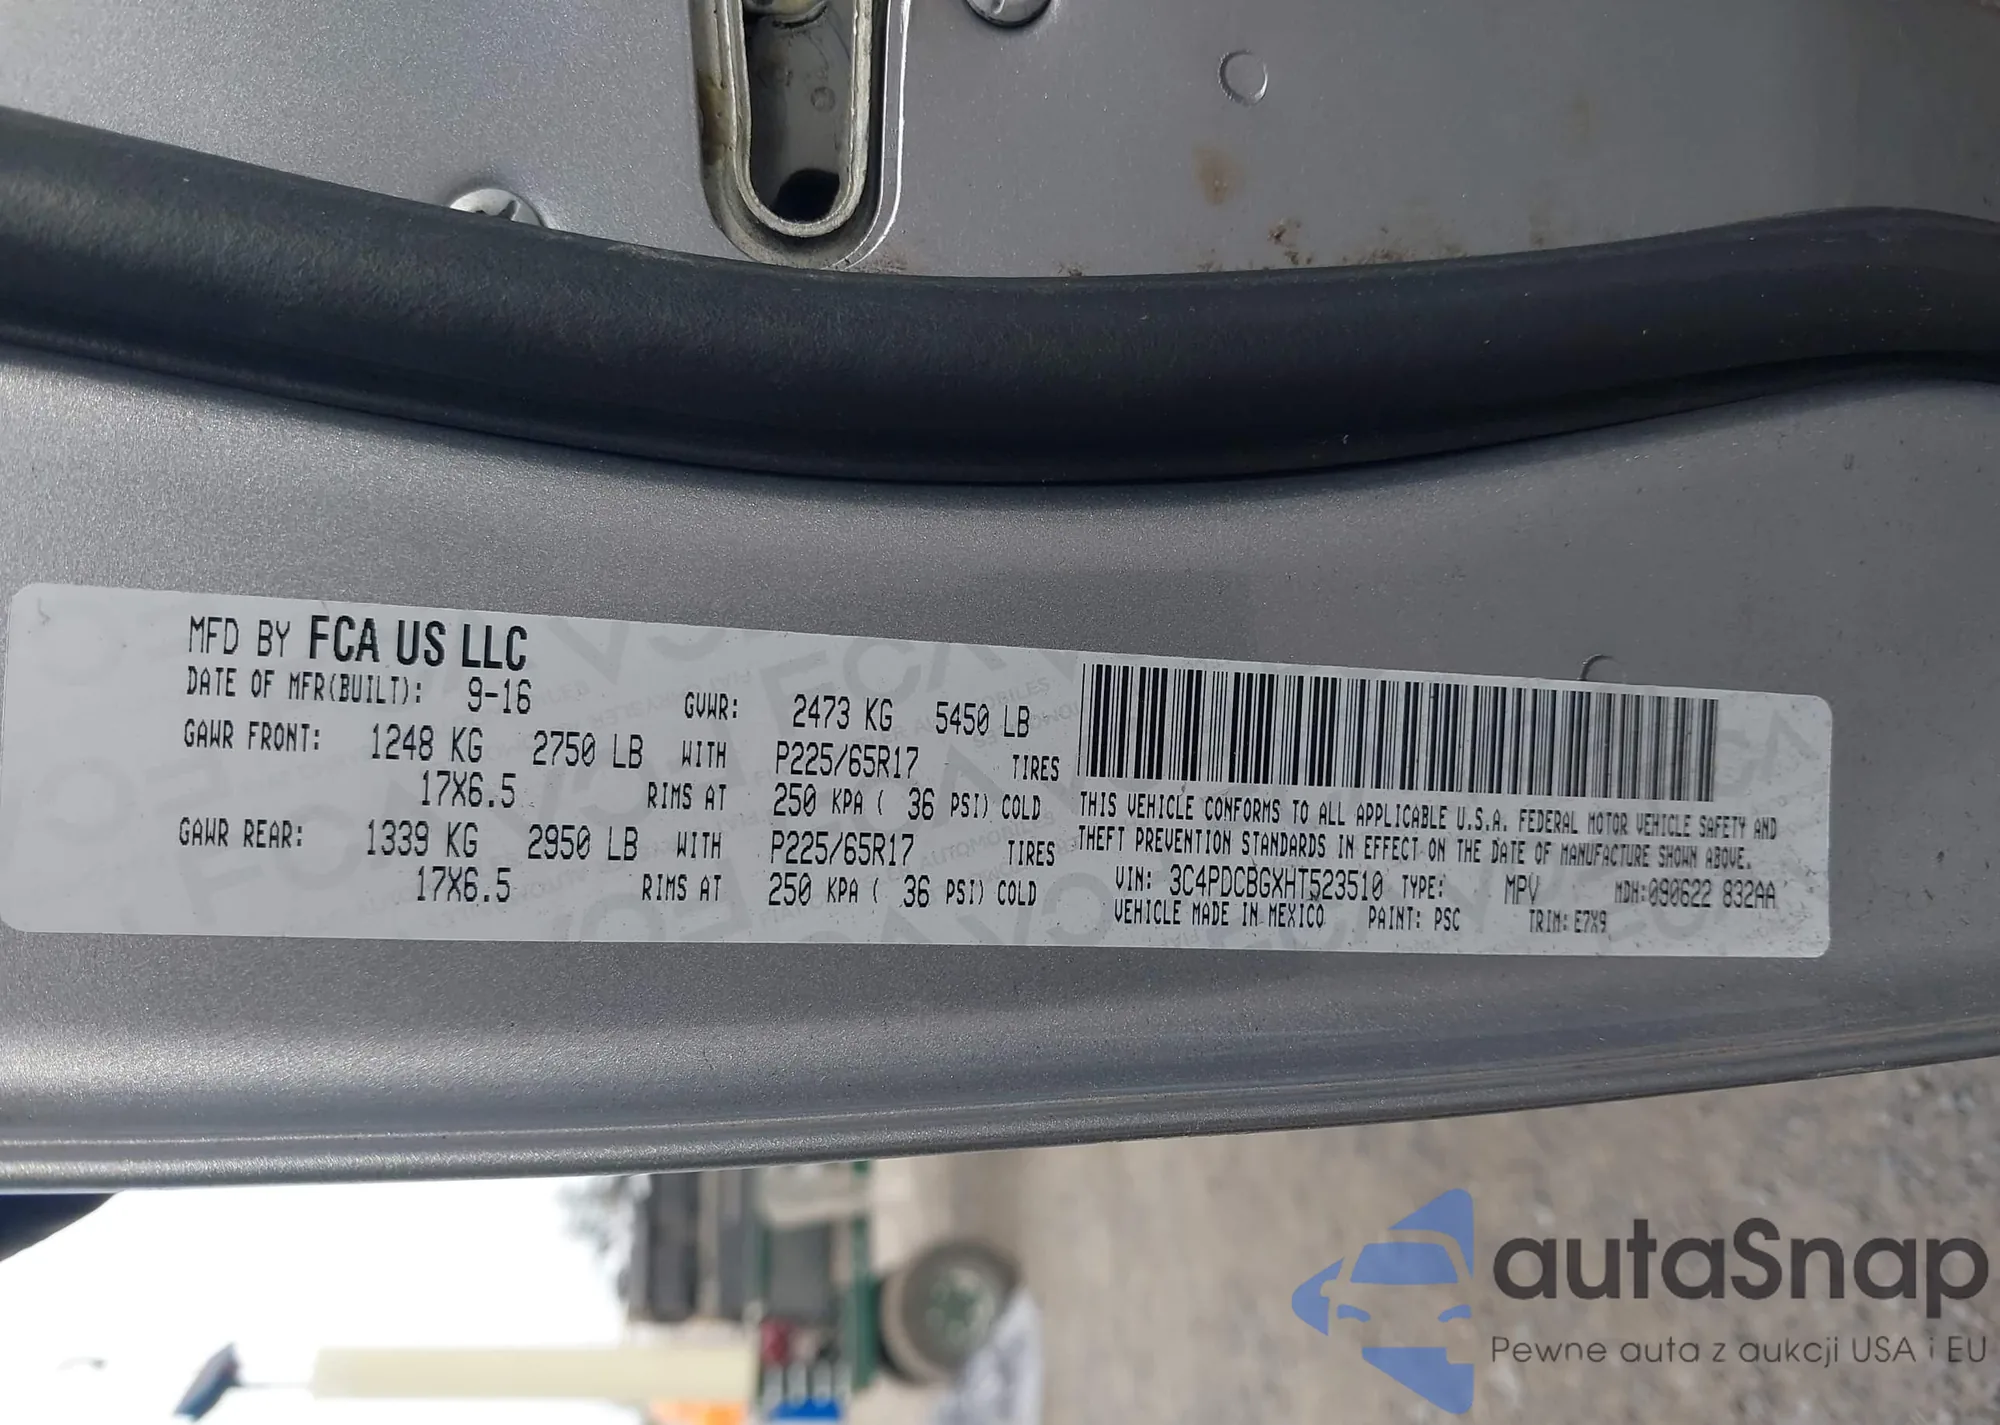 MFD BY FCA US LLC
DATE OF MFR(BUILT): 9-16 GVWR: 2473 KG 5450 LB
GAWR FRONT: 1248 KG 2750 LB WITH P225/65R17 TIRES
17X6.5 RIMS AT 250 KPA ( 36 PSI) COLD
GAWR REAR: 1339 KG 2950 LB WITH P225/65R17 TIRES
17X6.5 RIMS AT 250 KPA ( 36 PSI) COLD
THIS VEHICLE CONFORMS TO ALL APPLICABLE U.S.A. FEDERAL MOTOR VEHICLE SAFETY AND
THEFT PREVENTION STANDARDS IN EFFECT ON THE DATE OF MANUFACTURE SHOWN ABOVE.
VIN: 3C4PDCBGXHT523510 TYPE: MPV MDH:090622 832AA
VEHICLE MADE IN MEXICO PAINT: PSC TRIM: E7X9
autaSnap
Pewne auta z aukcji USA i EU